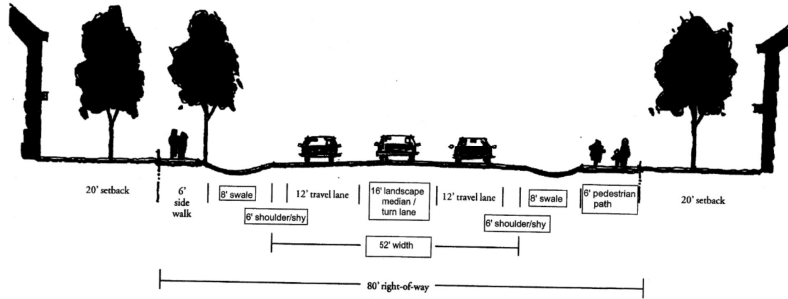 20' setback
6'
side
walk
8' swale
6' shoulder/shy
12' travel lane
16' landscape
median /
turn lane
12' travel lane
6' shoulder/shy
8' swale
6' pedestrian
path
20' setback
52' width
80' right-of-way